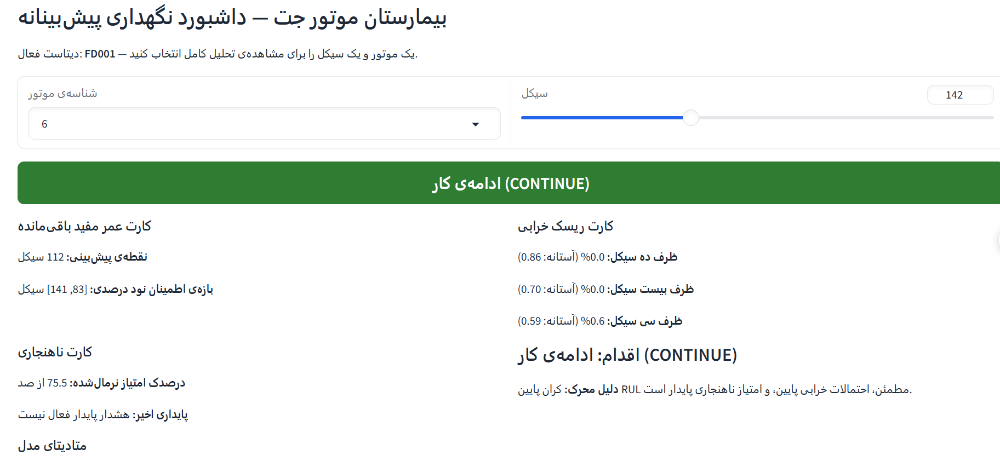 بیمارستان موتور جت — داشبورد نگهداری پیش‌بینانه
دیتاست فعال: FD001 — یک موتور و یک سیکل را برای مشاهده‌ی تحلیل کامل انتخاب کنید.
شناسه‌ی موتور
6
سیکل
142
ادامه‌ی کار (CONTINUE)
کارت عمر مفید باقی‌مانده
نقطه‌ی پیش‌بینی: 112 سیکل
بازه‌ی اطمینان نود درصدی: [83, 141] سیکل
کارت ریسک خرابی
ظرف ده سیکل: 0.0% (آستانه: 0.86)
ظرف بیست سیکل: 0.0% (آستانه: 0.70)
ظرف سی سیکل: 0.6% (آستانه: 0.59)
کارت ناهنجاری
درصدک امتیاز نرمال‌شده: 75.5 از صد
پایداری اخیر: هشدار پایدار فعال نیست
اقدام: ادامه‌ی کار (CONTINUE)
دلیل محرک: کران پایین RUL مطمئن، احتمالات خرابی پایین، و امتیاز ناهنجاری پایدار است.
متادیتای مدل